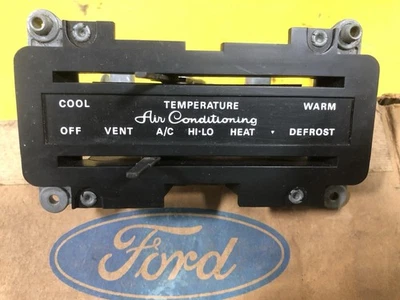 COOL TEMPERATURE WARM
Air Conditioning
OFF VENT A/C HI·LO HEAT • DEFROST
Ford